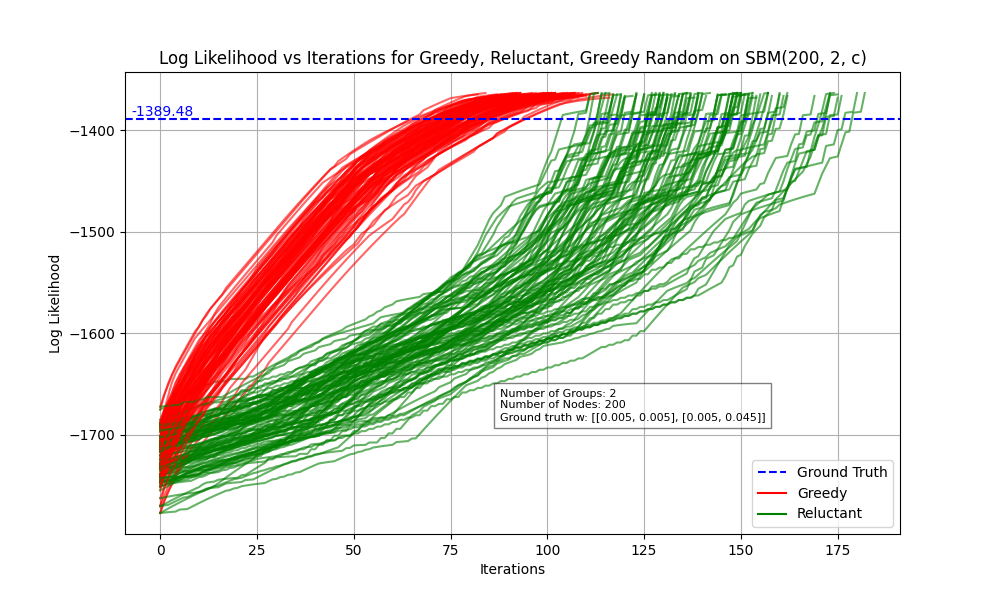 Log Likelihood vs Iterations for Greedy, Reluctant, Greedy Random on SBM(200, 2, c)
-1389.48
−1400
−1500
−1600
−1700
Log Likelihood
Number of Groups: 2
Number of Nodes: 200
Ground truth w: [[0.005, 0.005], [0.005, 0.045]]
Ground Truth
Greedy
Reluctant
0 25 50 75 100 125 150 175
Iterations